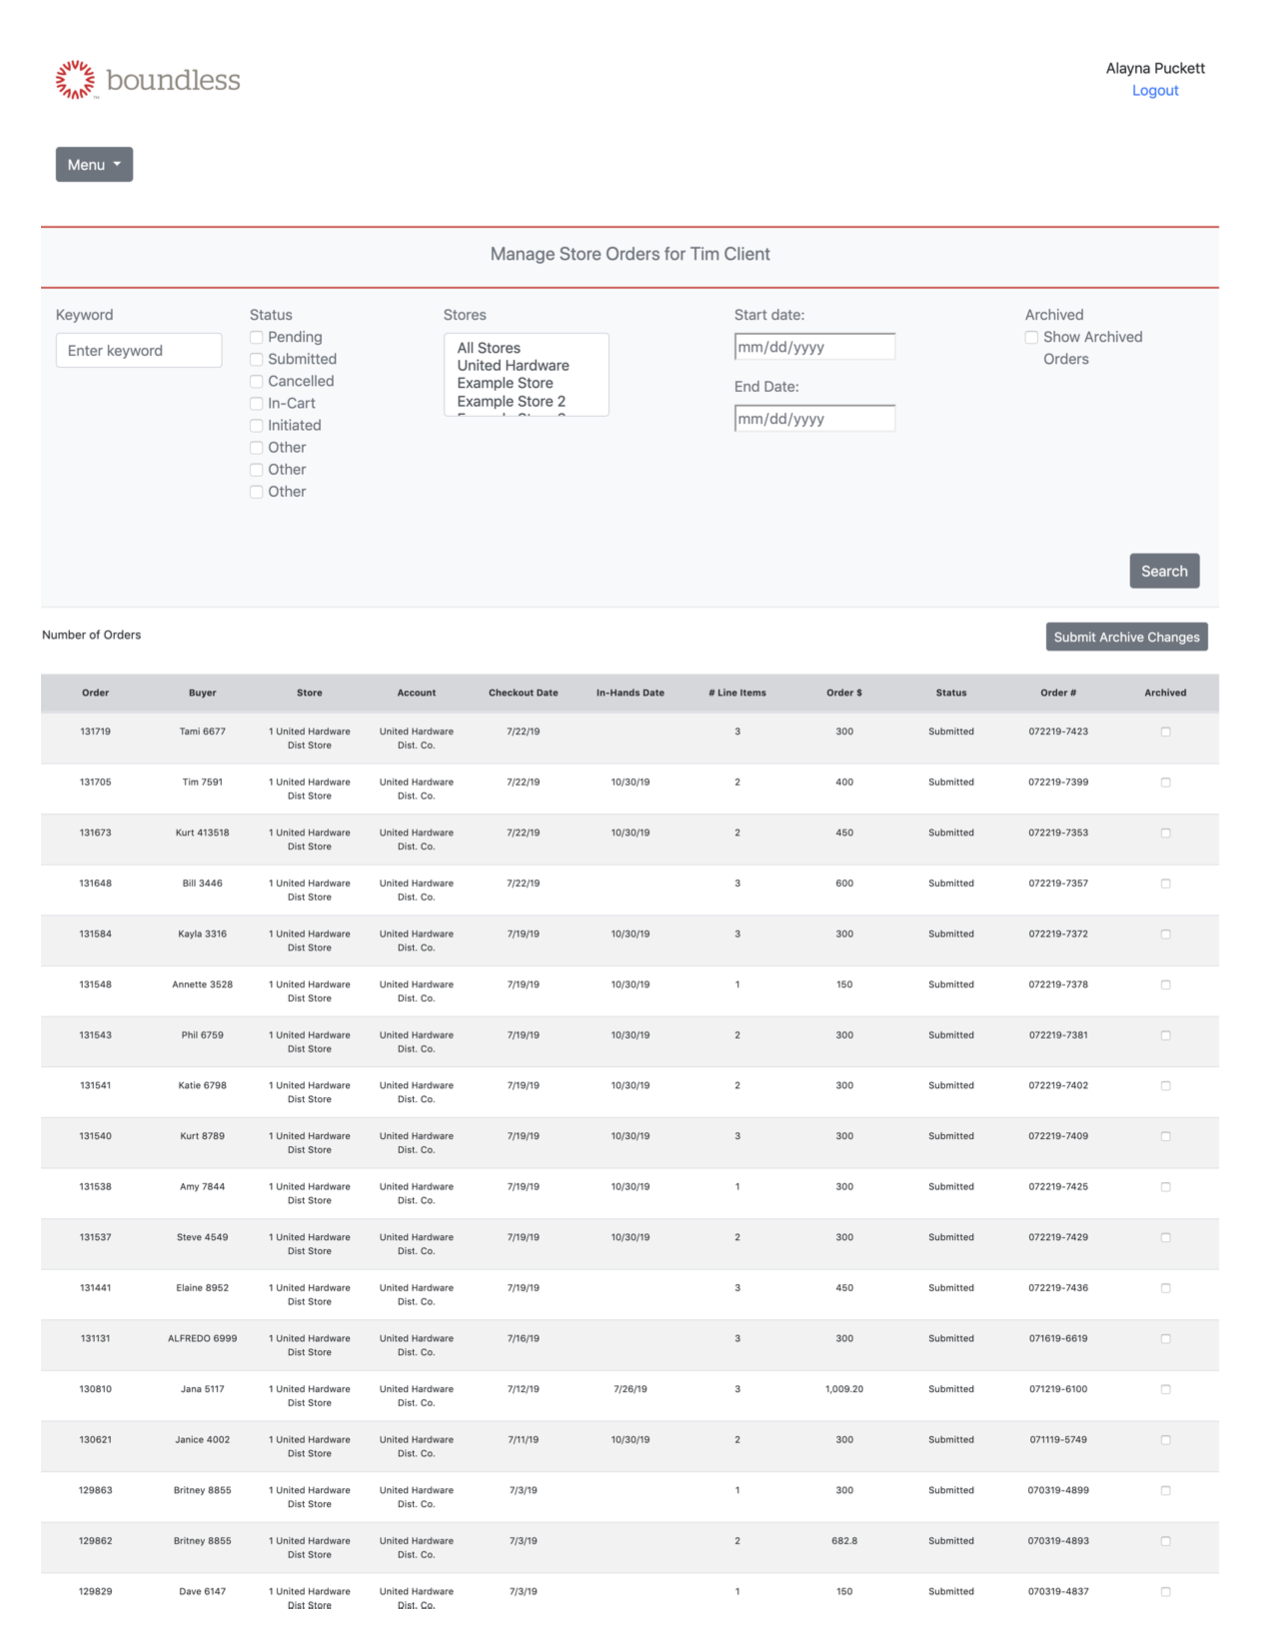 boundless
Alayna Puckett
Logout
Menu
Manage Store Orders for Tim Client
Keyword
Enter keyword
Status
Pending
Submitted
Cancelled
In-Cart
Initiated
Other
Other
Other
Stores
All Stores
United Hardware
Example Store
Example Store 2
Start date:
mm/dd/yyyy
End Date:
mm/dd/yyyy
Archived
Show Archived
Orders
Search
Number of Orders
Submit Archive Changes
Order Buyer Store Account Checkout Date In-Hands Date # Line Items Order $ Status Order # Archived
131719 Tami 6677 1 United Hardware United Hardware 7/22/19 3 300 Submitted 072219-7423
Dist Store Dist. Co.
131705 Tim 7591 1 United Hardware United Hardware 7/22/19 10/30/19 2 400 Submitted 072219-7399
Dist Store Dist. Co.
131673 Kurt 413518 1 United Hardware United Hardware 7/22/19 10/30/19 2 450 Submitted 072219-7353
Dist Store Dist. Co.
131648 Bill 3446 1 United Hardware United Hardware 7/22/19 3 600 Submitted 072219-7357
Dist Store Dist. Co.
131584 Kayla 3316 1 United Hardware United Hardware 7/19/19 10/30/19 3 300 Submitted 072219-7372
Dist Store Dist. Co.
131548 Annette 3528 1 United Hardware United Hardware 7/19/19 10/30/19 1 150 Submitted 072219-7378
Dist Store Dist. Co.
131543 Phil 6759 1 United Hardware United Hardware 7/19/19 10/30/19 2 300 Submitted 072219-7381
Dist Store Dist. Co.
131541 Katie 6798 1 United Hardware United Hardware 7/19/19 10/30/19 2 300 Submitted 072219-7402
Dist Store Dist. Co.
131540 Kurt 8789 1 United Hardware United Hardware 7/19/19 10/30/19 3 300 Submitted 072219-7409
Dist Store Dist. Co.
131538 Amy 7844 1 United Hardware United Hardware 7/19/19 10/30/19 1 300 Submitted 072219-7425
Dist Store Dist. Co.
131537 Steve 4549 1 United Hardware United Hardware 7/19/19 10/30/19 2 300 Submitted 072219-7429
Dist Store Dist. Co.
131441 Elaine 8952 1 United Hardware United Hardware 7/19/19 3 450 Submitted 072219-7436
Dist Store Dist. Co.
131131 ALFREDO 6999 1 United Hardware United Hardware 7/16/19 3 300 Submitted 071619-6619
Dist Store Dist. Co.
130810 Jana 5117 1 United Hardware United Hardware 7/12/19 7/26/19 3 1,009.20 Submitted 071219-6100
Dist Store Dist. Co.
130621 Janice 4002 1 United Hardware United Hardware 7/11/19 10/30/19 2 300 Submitted 071119-5749
Dist Store Dist. Co.
129863 Britney 8855 1 United Hardware United Hardware 7/3/19 1 300 Submitted 070319-4899
Dist Store Dist. Co.
129862 Britney 8855 1 United Hardware United Hardware 7/3/19 2 682.8 Submitted 070319-4893
Dist Store Dist. Co.
129829 Dave 6147 1 United Hardware United Hardware 7/3/19 1 150 Submitted 070319-4837
Dist Store Dist. Co.